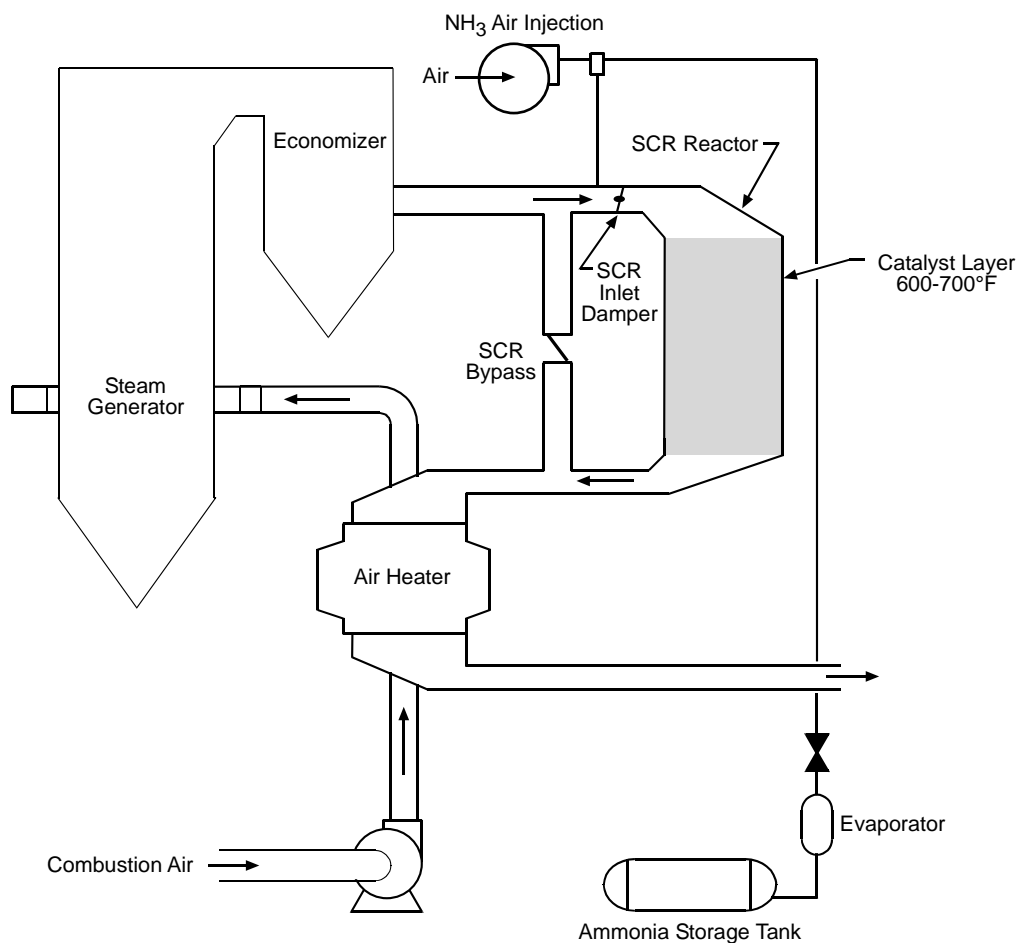 NH3 Air Injection
Air
Economizer
SCR Reactor
Catalyst Layer
600-700°F
SCR
Inlet
Damper
SCR
Bypass
Steam
Generator
Air Heater
Evaporator
Combustion Air
Ammonia Storage Tank